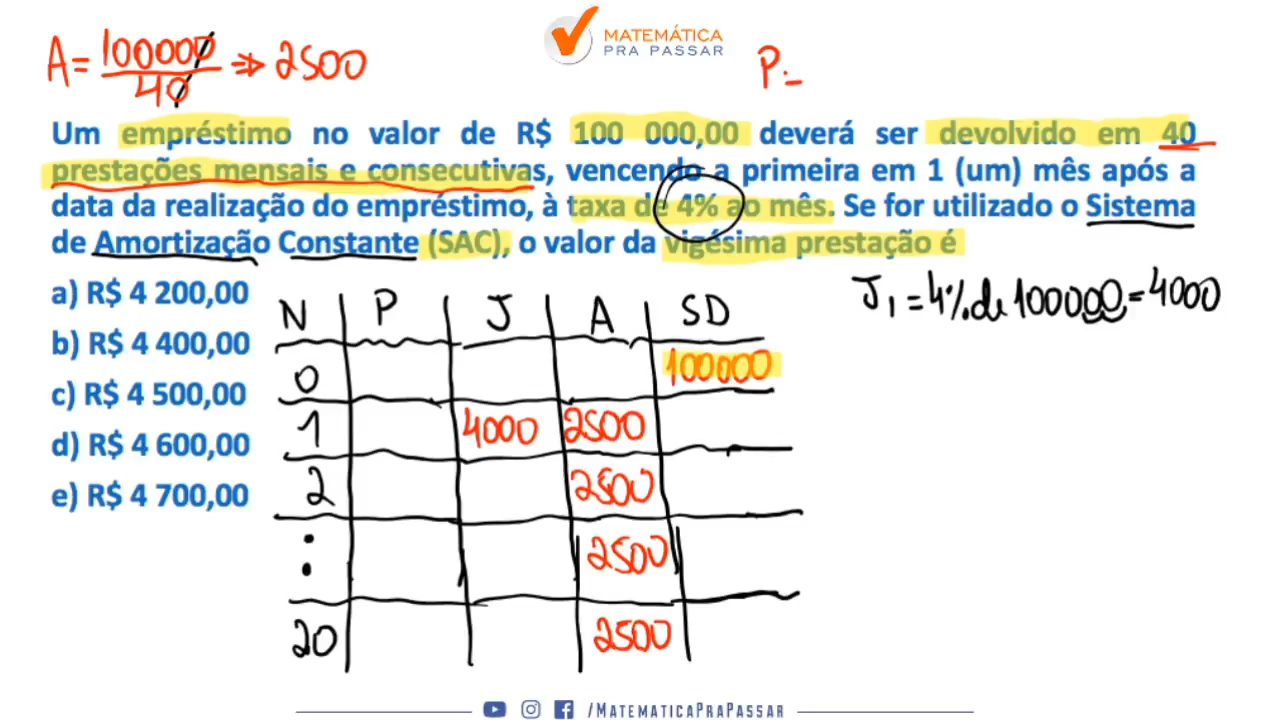 MATEMÁTICA
PRA PASSAR
A = 100000 / 40 ⇒ 2500
P =
Um empréstimo no valor de R$ 100 000,00 deverá ser devolvido em 40
prestações mensais e consecutivas, vencendo a primeira em 1 (um) mês após a
data da realização do empréstimo, à taxa de 4% ao mês. Se for utilizado o Sistema
de Amortização Constante (SAC), o valor da vigésima prestação é
a) R$ 4 200,00
b) R$ 4 400,00
c) R$ 4 500,00
d) R$ 4 600,00
e) R$ 4 700,00
N P J A SD
0 100000
1 4000 2500
2 2500
: 2500
20 2500
J1 = 4% de 100000 = 4000
/MATEMATICAPRAPASSAR